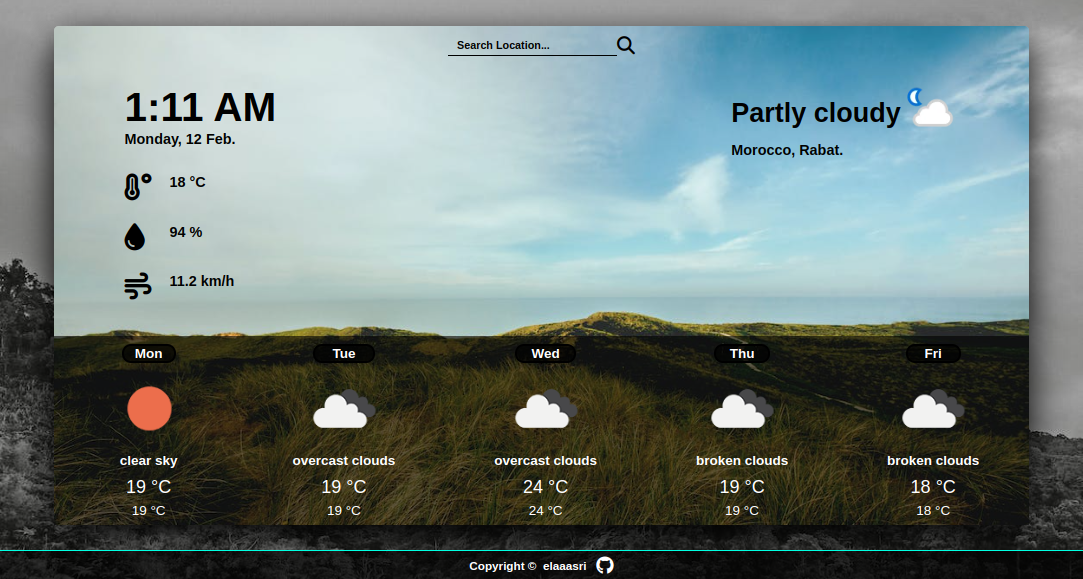 Search Location...
1:11 AM
Monday, 12 Feb.
18 °C
94 %
11.2 km/h
Partly cloudy
Morocco, Rabat.
Mon
clear sky
19 °C
19 °C
Tue
overcast clouds
19 °C
19 °C
Wed
overcast clouds
24 °C
24 °C
Thu
broken clouds
19 °C
19 °C
Fri
broken clouds
18 °C
18 °C
Copyright © elaaasri